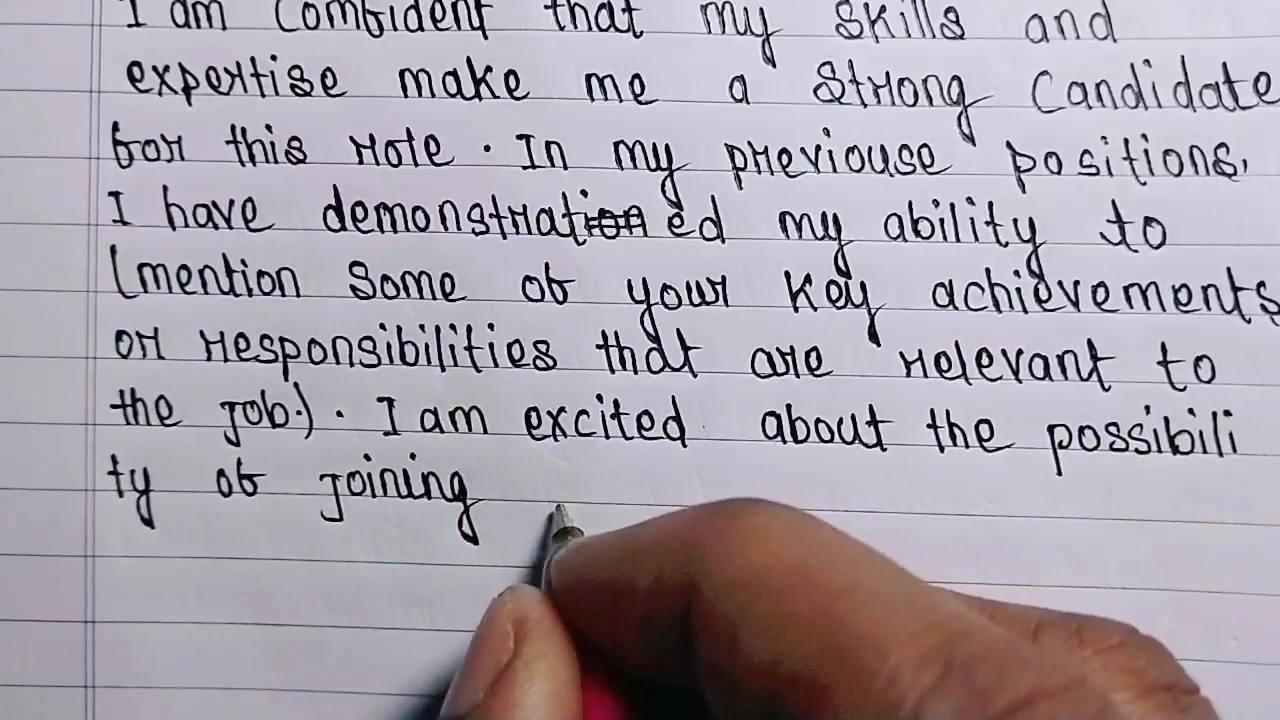 I am confident that my skills and
expertise make me a strong candidate
for this role. In my previouse positions,
I have demonstrationed my ability to
(mention some of your key achievements
or responsibilities that are relevant to
the job.). I am excited about the possibili
ty of joining